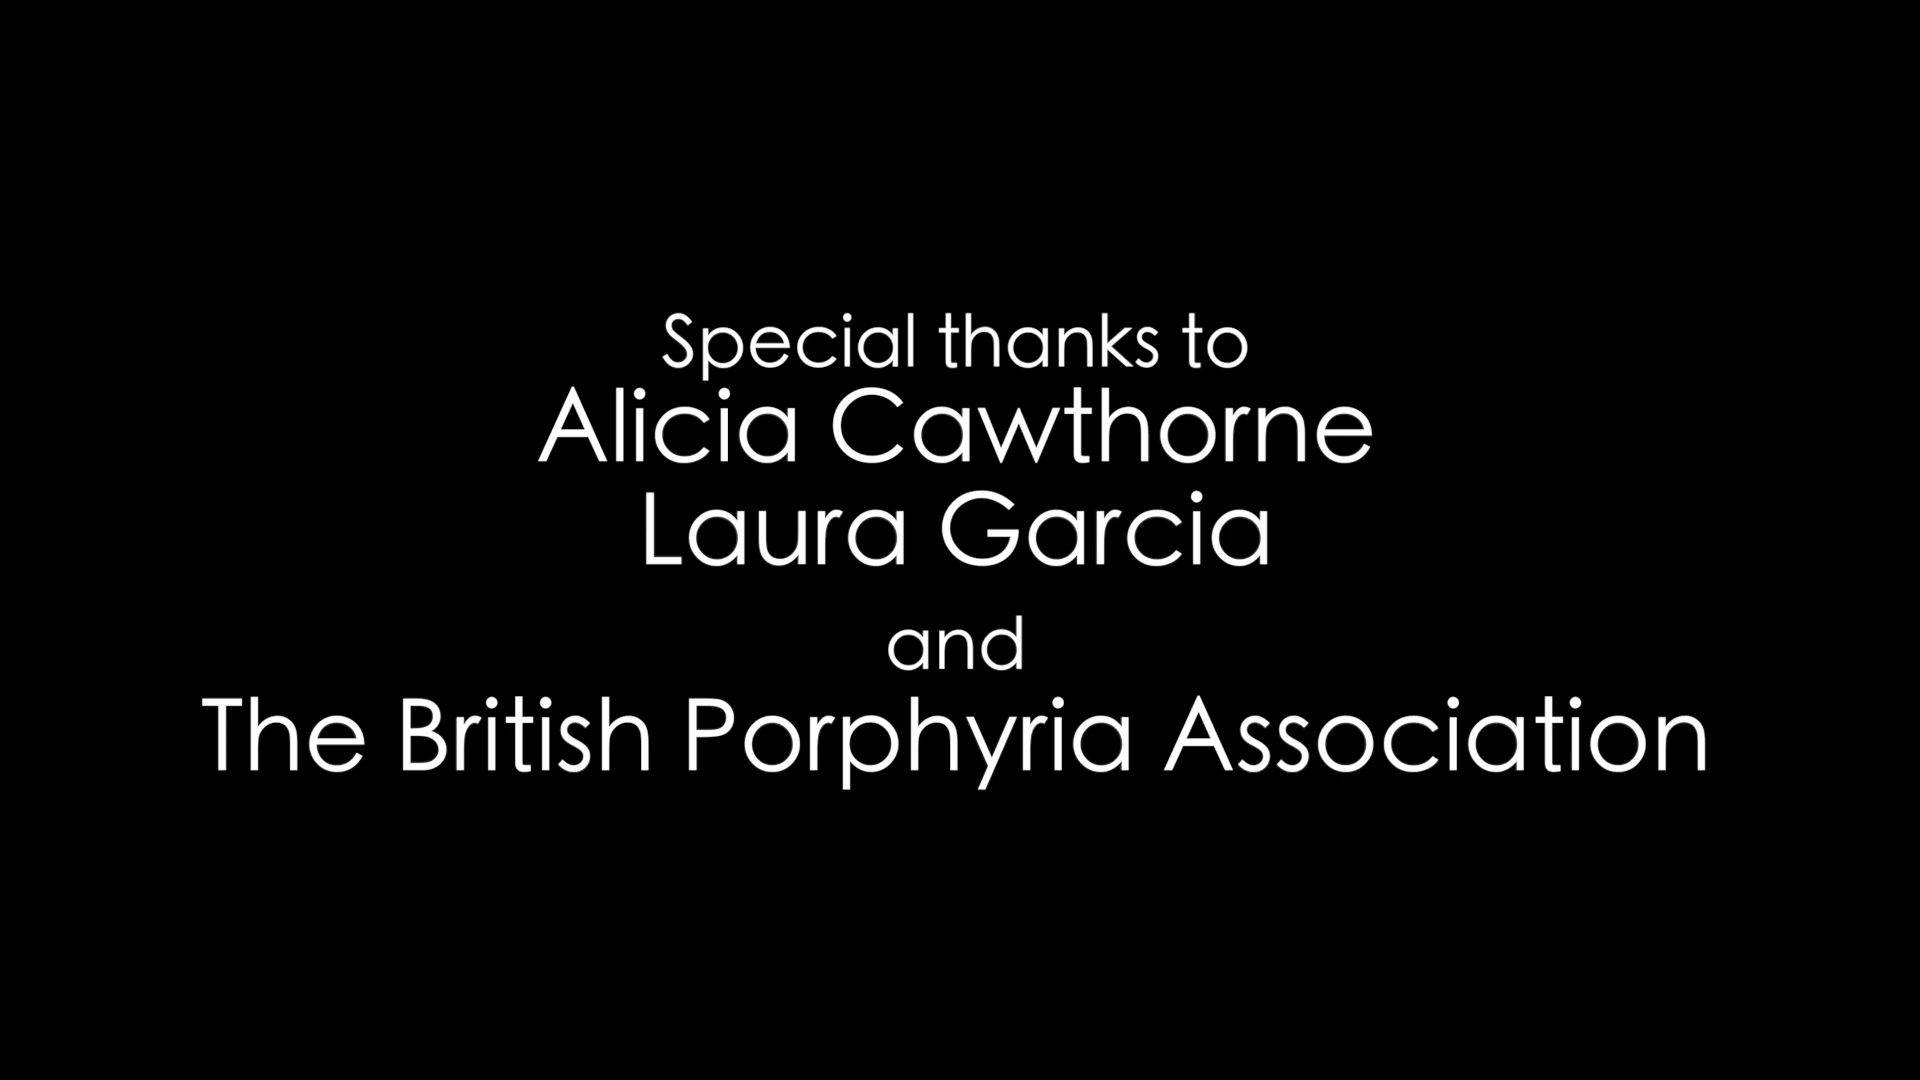 Special thanks to
Alicia Cawthorne
Laura Garcia
and
The British Porphyria Association